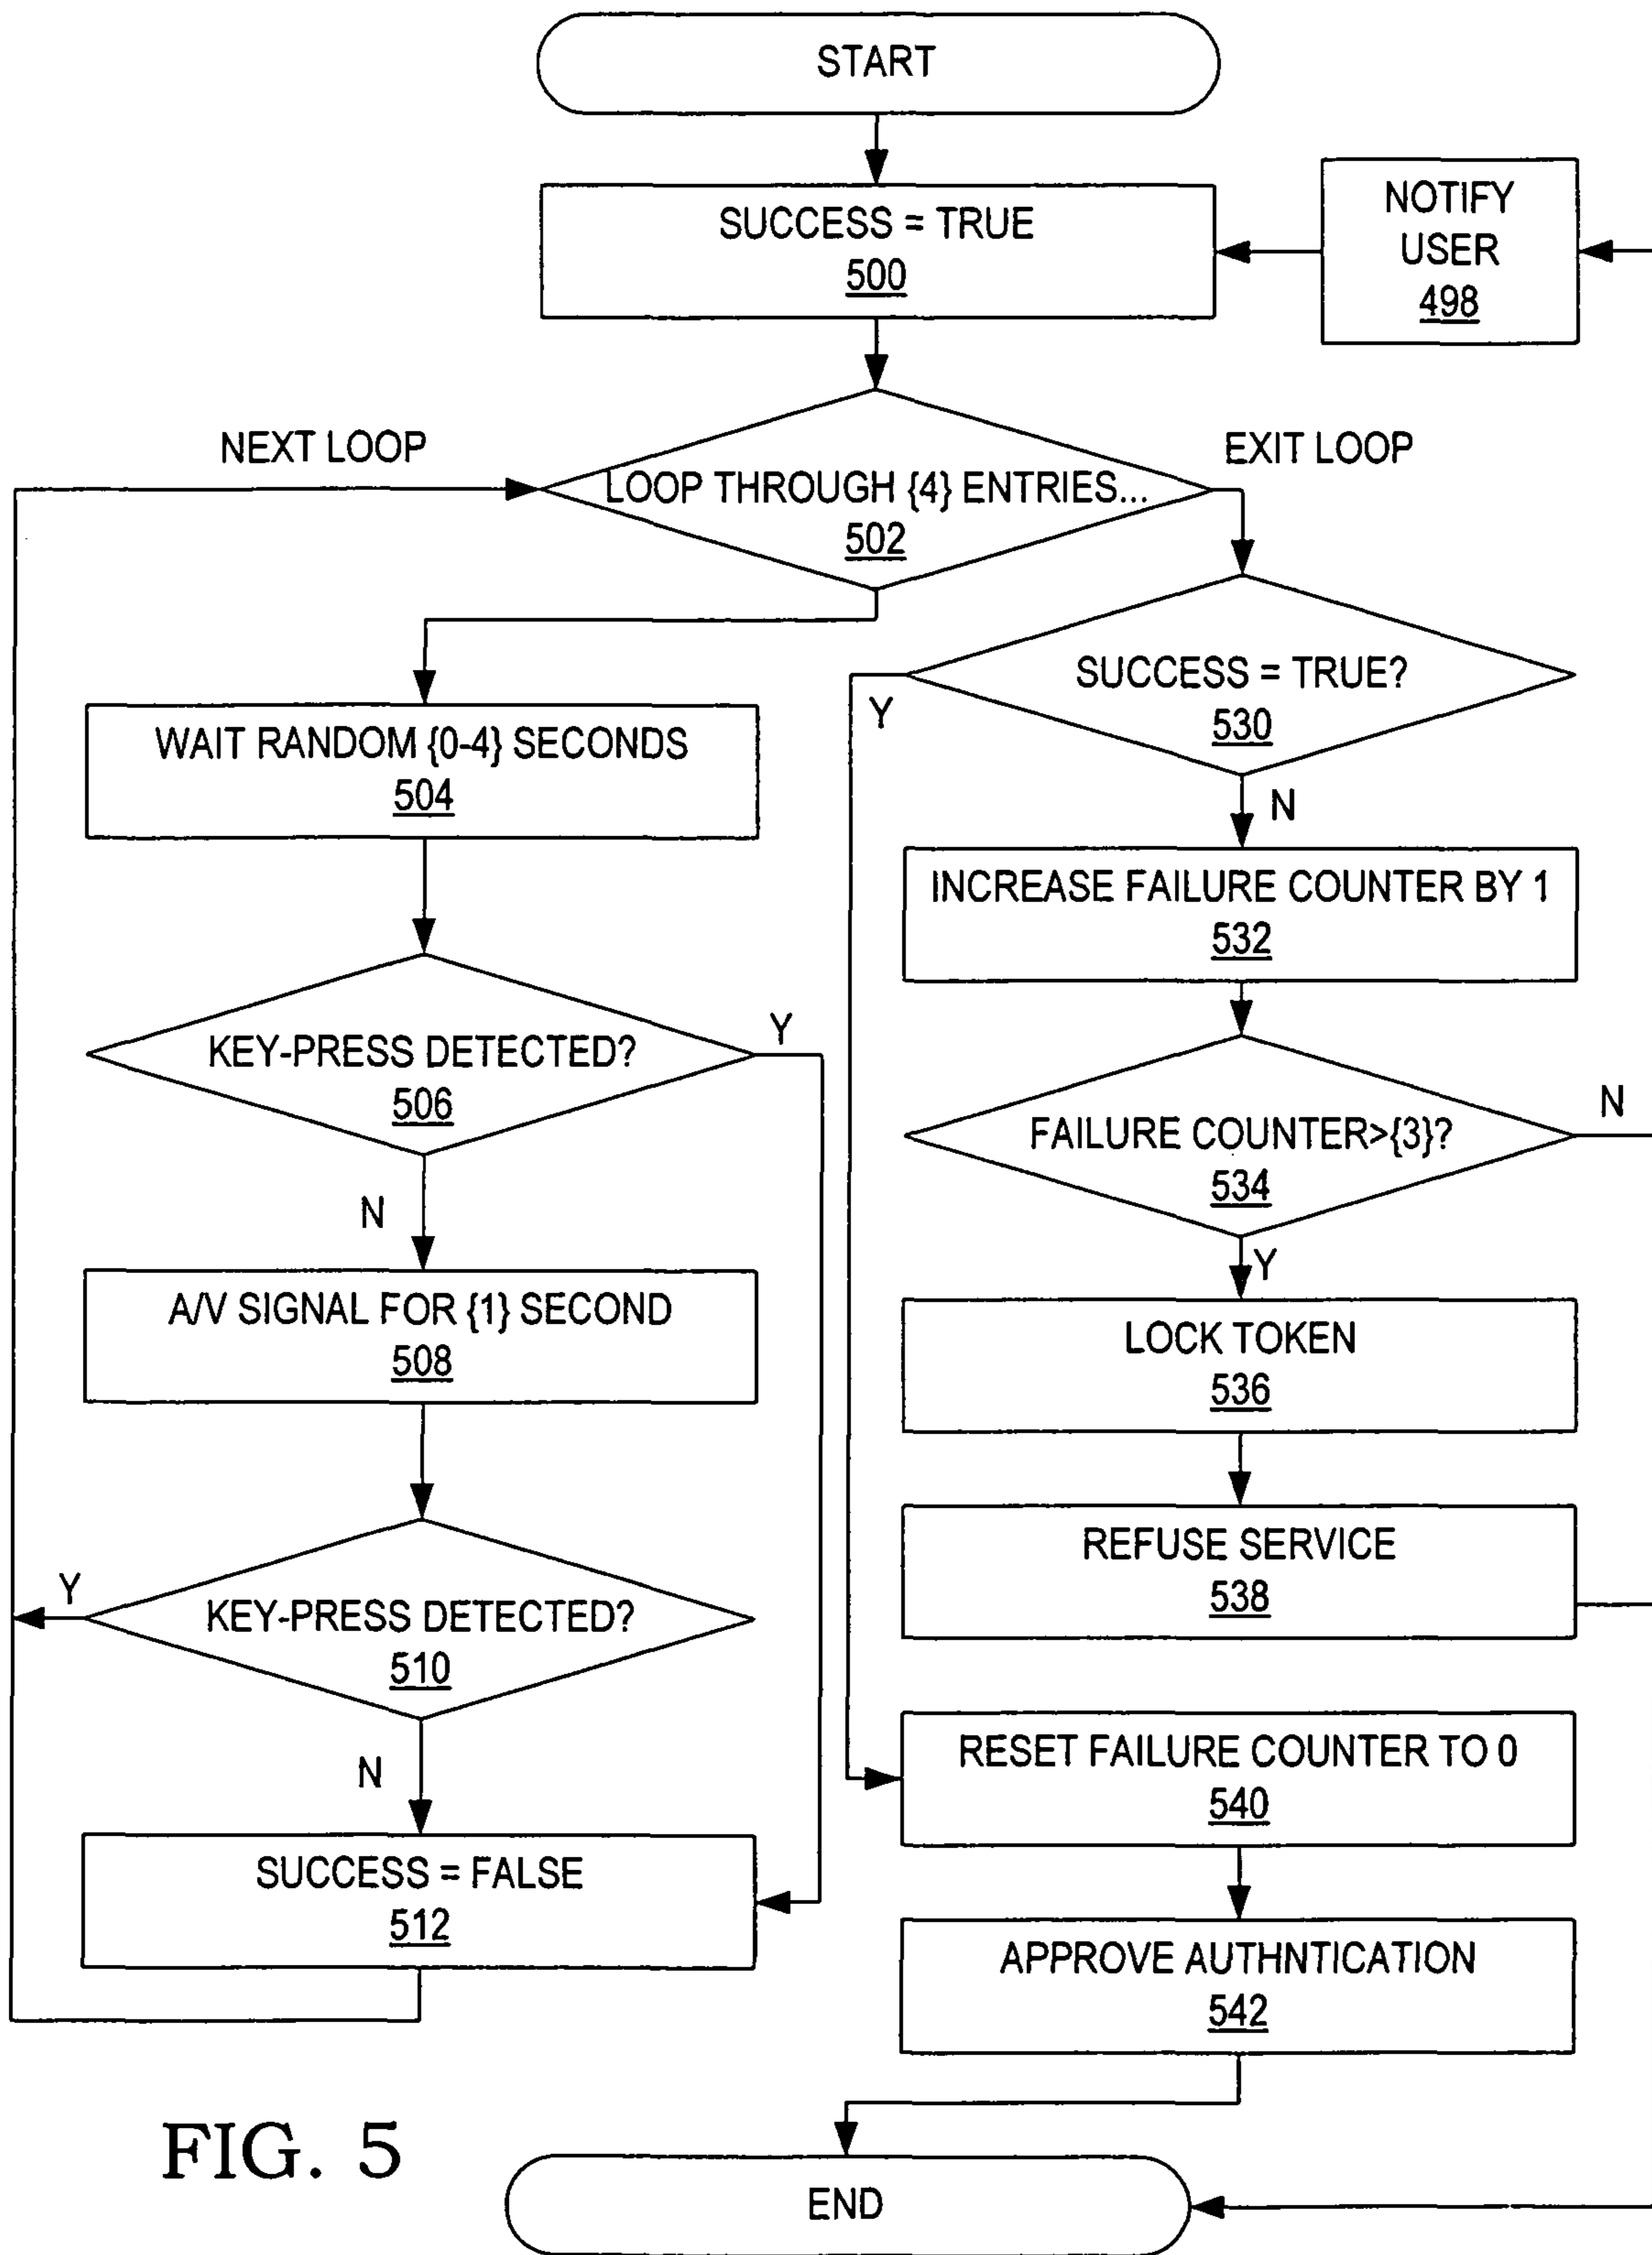 START
SUCCESS = TRUE
500
NOTIFY
USER
498
NEXT LOOP
EXIT LOOP
LOOP THROUGH {4} ENTRIES...
502
SUCCESS = TRUE?
530
Y
N
WAIT RANDOM {0-4} SECONDS
504
INCREASE FAILURE COUNTER BY 1
532
KEY-PRESS DETECTED?
506
Y
N
FAILURE COUNTER>{3}?
534
N
Y
A/V SIGNAL FOR {1} SECOND
508
LOCK TOKEN
536
REFUSE SERVICE
538
KEY-PRESS DETECTED?
510
Y
N
RESET FAILURE COUNTER TO 0
540
SUCCESS = FALSE
512
APPROVE AUTHNTICATION
542
FIG. 5
END